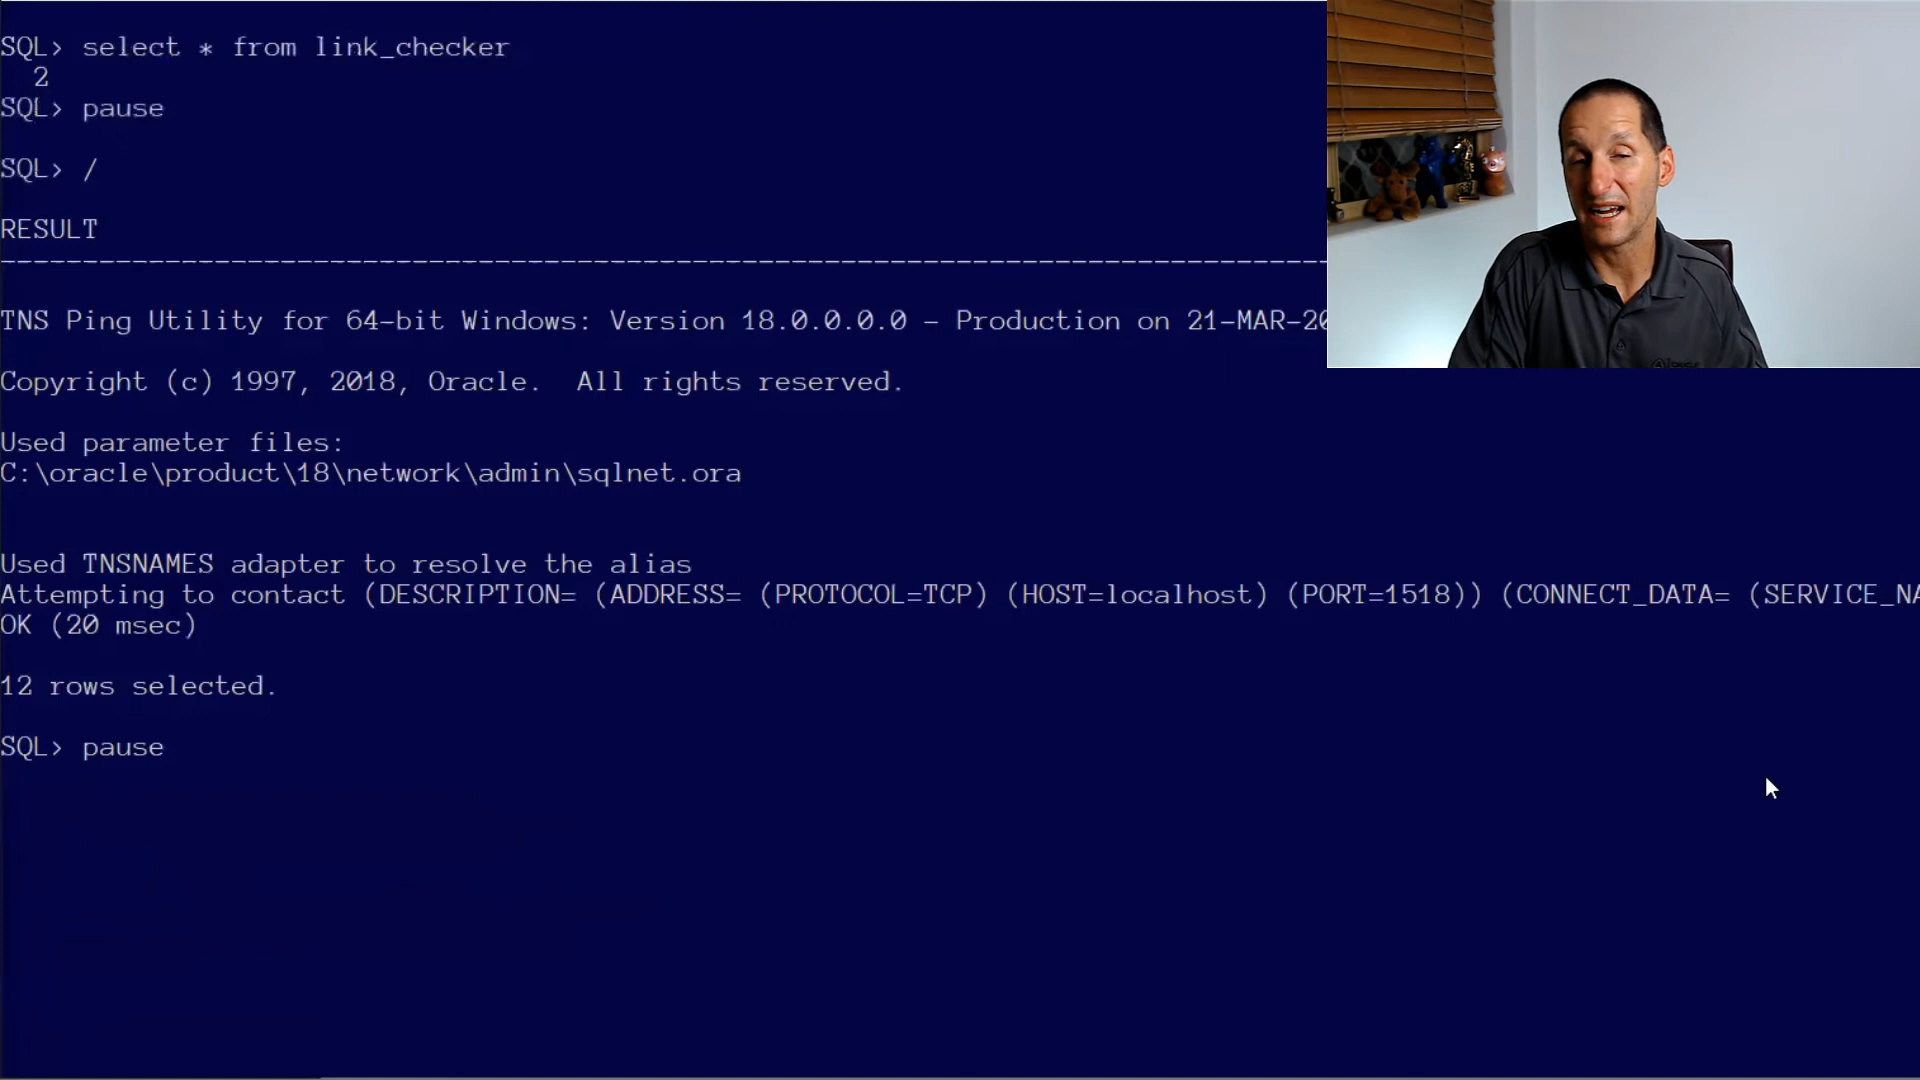 SQL> select * from link_checker
2
SQL> pause
SQL> /
RESULT
TNS Ping Utility for 64-bit Windows: Version 18.0.0.0.0 - Production on 21-MAR-20
Copyright (c) 1997, 2018, Oracle.  All rights reserved.
Used parameter files:
C:\oracle\product\18\network\admin\sqlnet.ora
Used TNSNAMES adapter to resolve the alias
Attempting to contact (DESCRIPTION= (ADDRESS= (PROTOCOL=TCP) (HOST=localhost) (PORT=1518)) (CONNECT_DATA= (SERVICE_NA
OK (20 msec)
12 rows selected.
SQL> pause